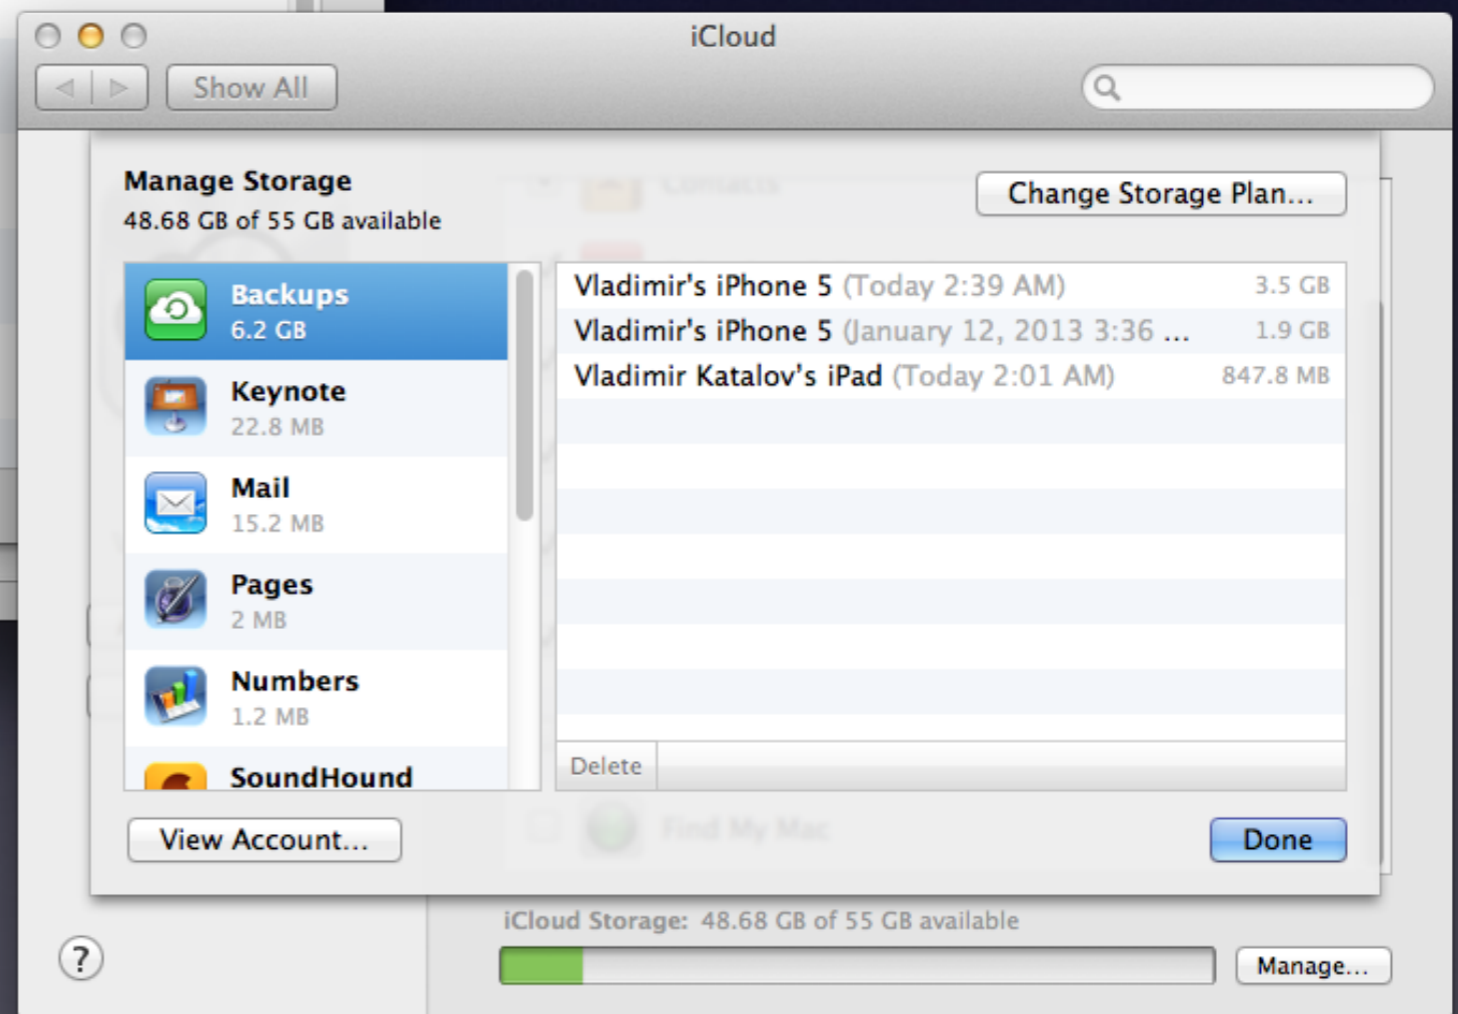 iCloud
Show All
Manage Storage
48.68 GB of 55 GB available
Contacts
Change Storage Plan...
Backups
6.2 GB
Keynote
22.8 MB
Mail
15.2 MB
Pages
2 MB
Numbers
1.2 MB
SoundHound
Vladimir's iPhone 5 (Today 2:39 AM) 3.5 GB
Vladimir's iPhone 5 (January 12, 2013 3:36 ... 1.9 GB
Vladimir Katalov's iPad (Today 2:01 AM) 847.8 MB
Delete
Find My Mac
View Account...
Done
iCloud Storage: 48.68 GB of 55 GB available
?
Manage...